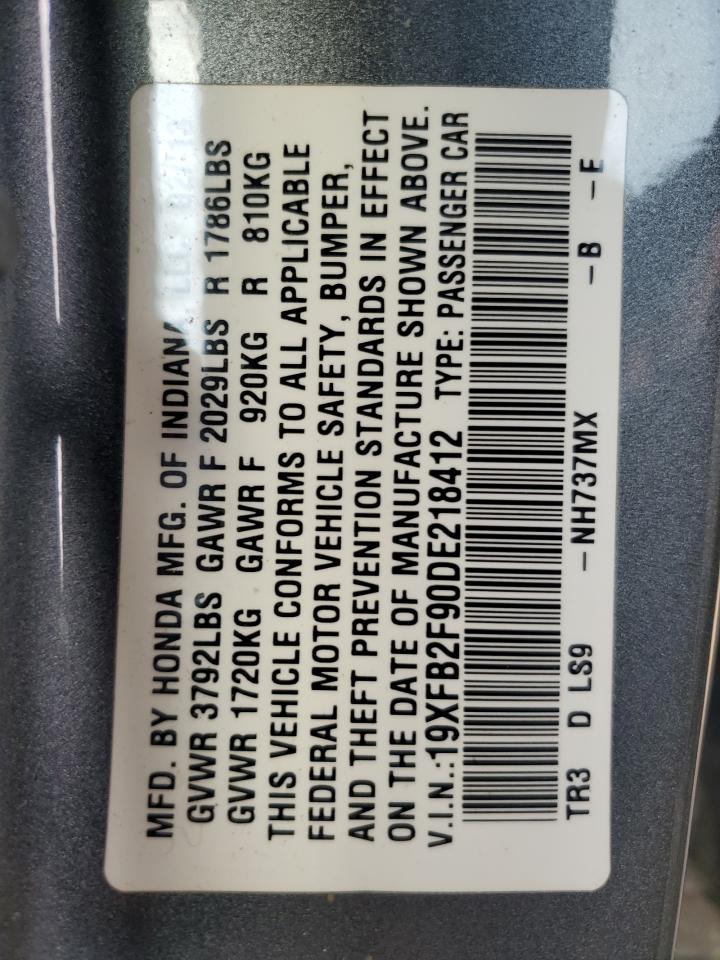 MFD. BY HONDA MFG. OF INDIANA
GVWR 3792LBS GAWR F 2029LBS R 1786LBS
GVWR 1720KG GAWR F 920KG R 810KG
THIS VEHICLE CONFORMS TO ALL APPLICABLE
FEDERAL MOTOR VEHICLE SAFETY, BUMPER,
AND THEFT PREVENTION STANDARDS IN EFFECT
ON THE DATE OF MANUFACTURE SHOWN ABOVE.
V.I.N.:19XFB2F90DE218412 TYPE: PASSENGER CAR
TR3 D LS9 -NH737MX -B -E